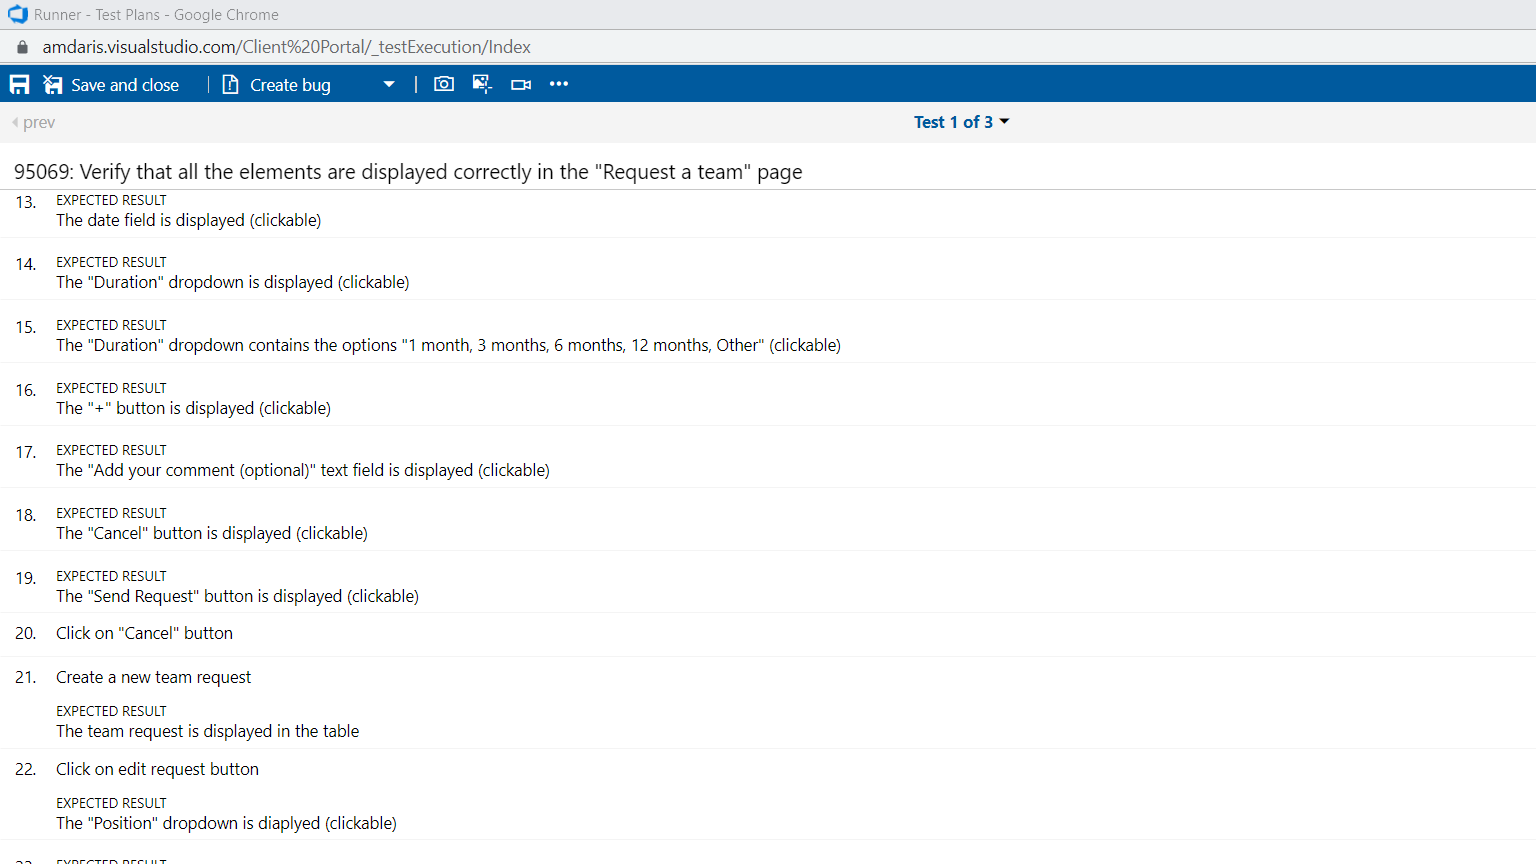 Runner - Test Plans - Google Chrome
amdaris.visualstudio.com/Client%20Portal/_testExecution/Index
Save and close | Create bug |
prev
Test 1 of 3
95069: Verify that all the elements are displayed correctly in the "Request a team" page
13. EXPECTED RESULT
The date field is displayed (clickable)
14. EXPECTED RESULT
The "Duration" dropdown is displayed (clickable)
15. EXPECTED RESULT
The "Duration" dropdown contains the options "1 month, 3 months, 6 months, 12 months, Other" (clickable)
16. EXPECTED RESULT
The "+" button is displayed (clickable)
17. EXPECTED RESULT
The "Add your comment (optional)" text field is displayed (clickable)
18. EXPECTED RESULT
The "Cancel" button is displayed (clickable)
19. EXPECTED RESULT
The "Send Request" button is displayed (clickable)
20. Click on "Cancel" button
21. Create a new team request
EXPECTED RESULT
The team request is displayed in the table
22. Click on edit request button
EXPECTED RESULT
The "Position" dropdown is diaplyed (clickable)
23. EXPECTED RESULT